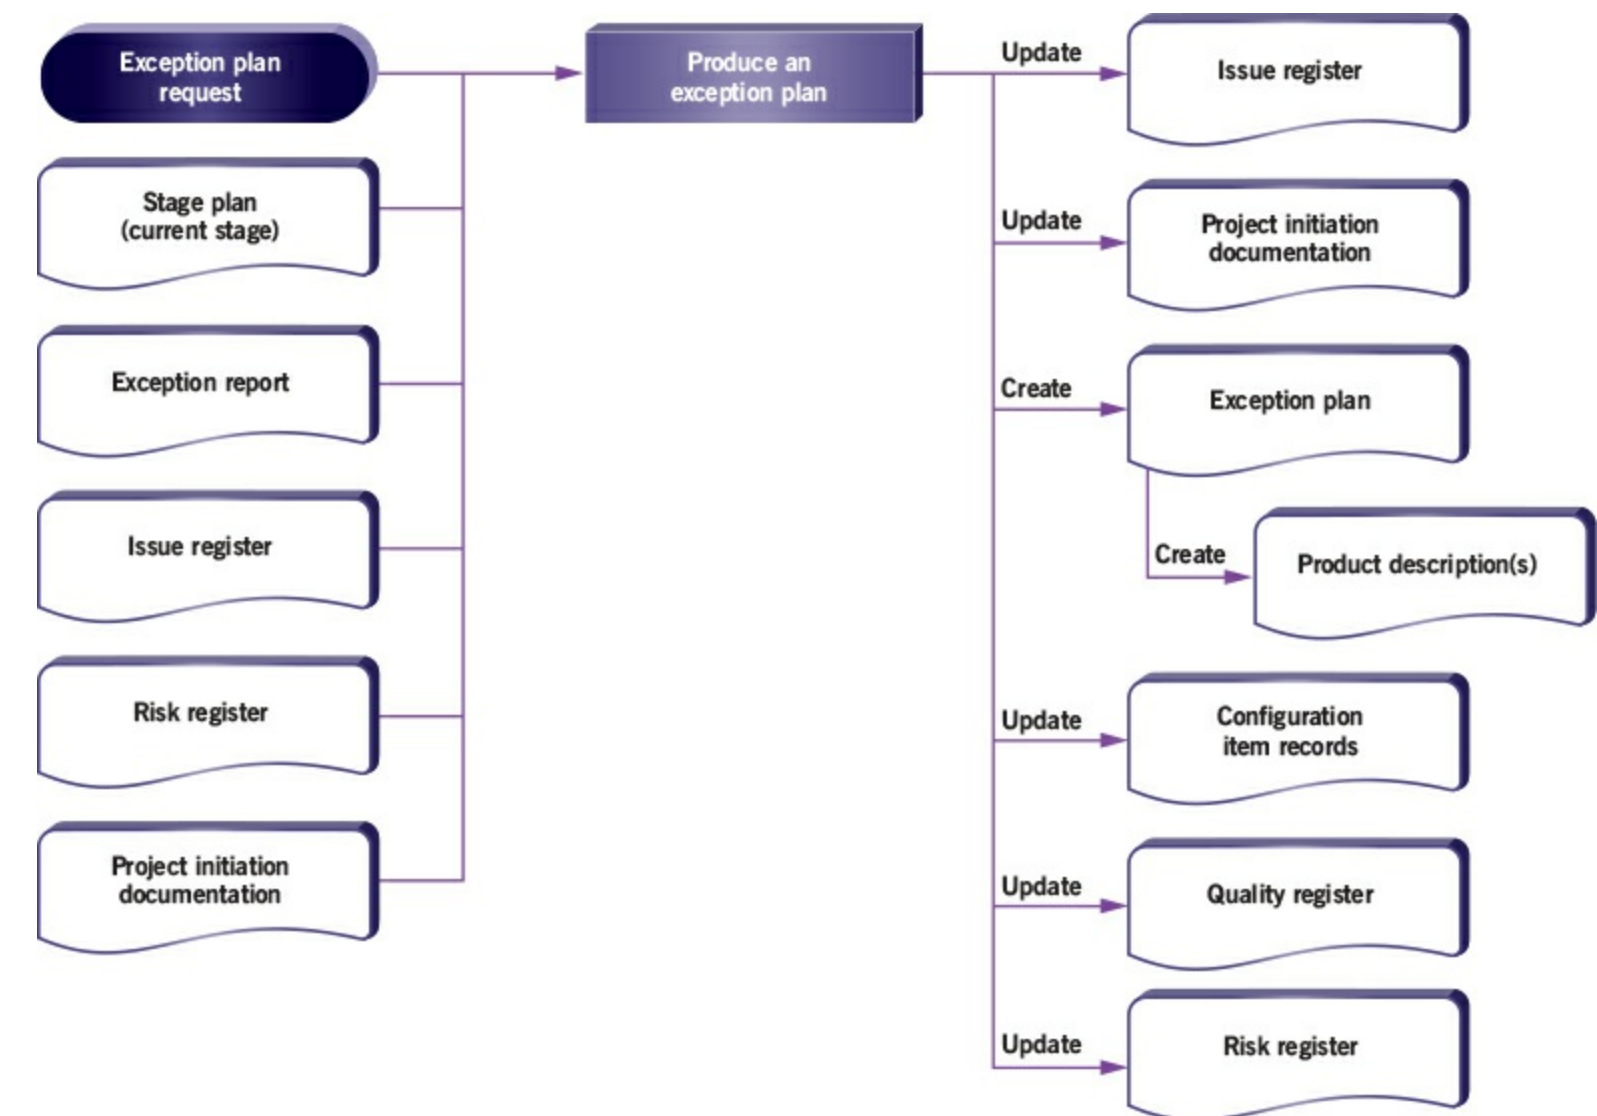 Exception plan
request
Stage plan
(current stage)
Exception report
Issue register
Risk register
Project initiation
documentation
Produce an
exception plan
Update
Issue register
Update
Project initiation
documentation
Create
Exception plan
Create
Product description(s)
Update
Configuration
item records
Update
Quality register
Update
Risk register